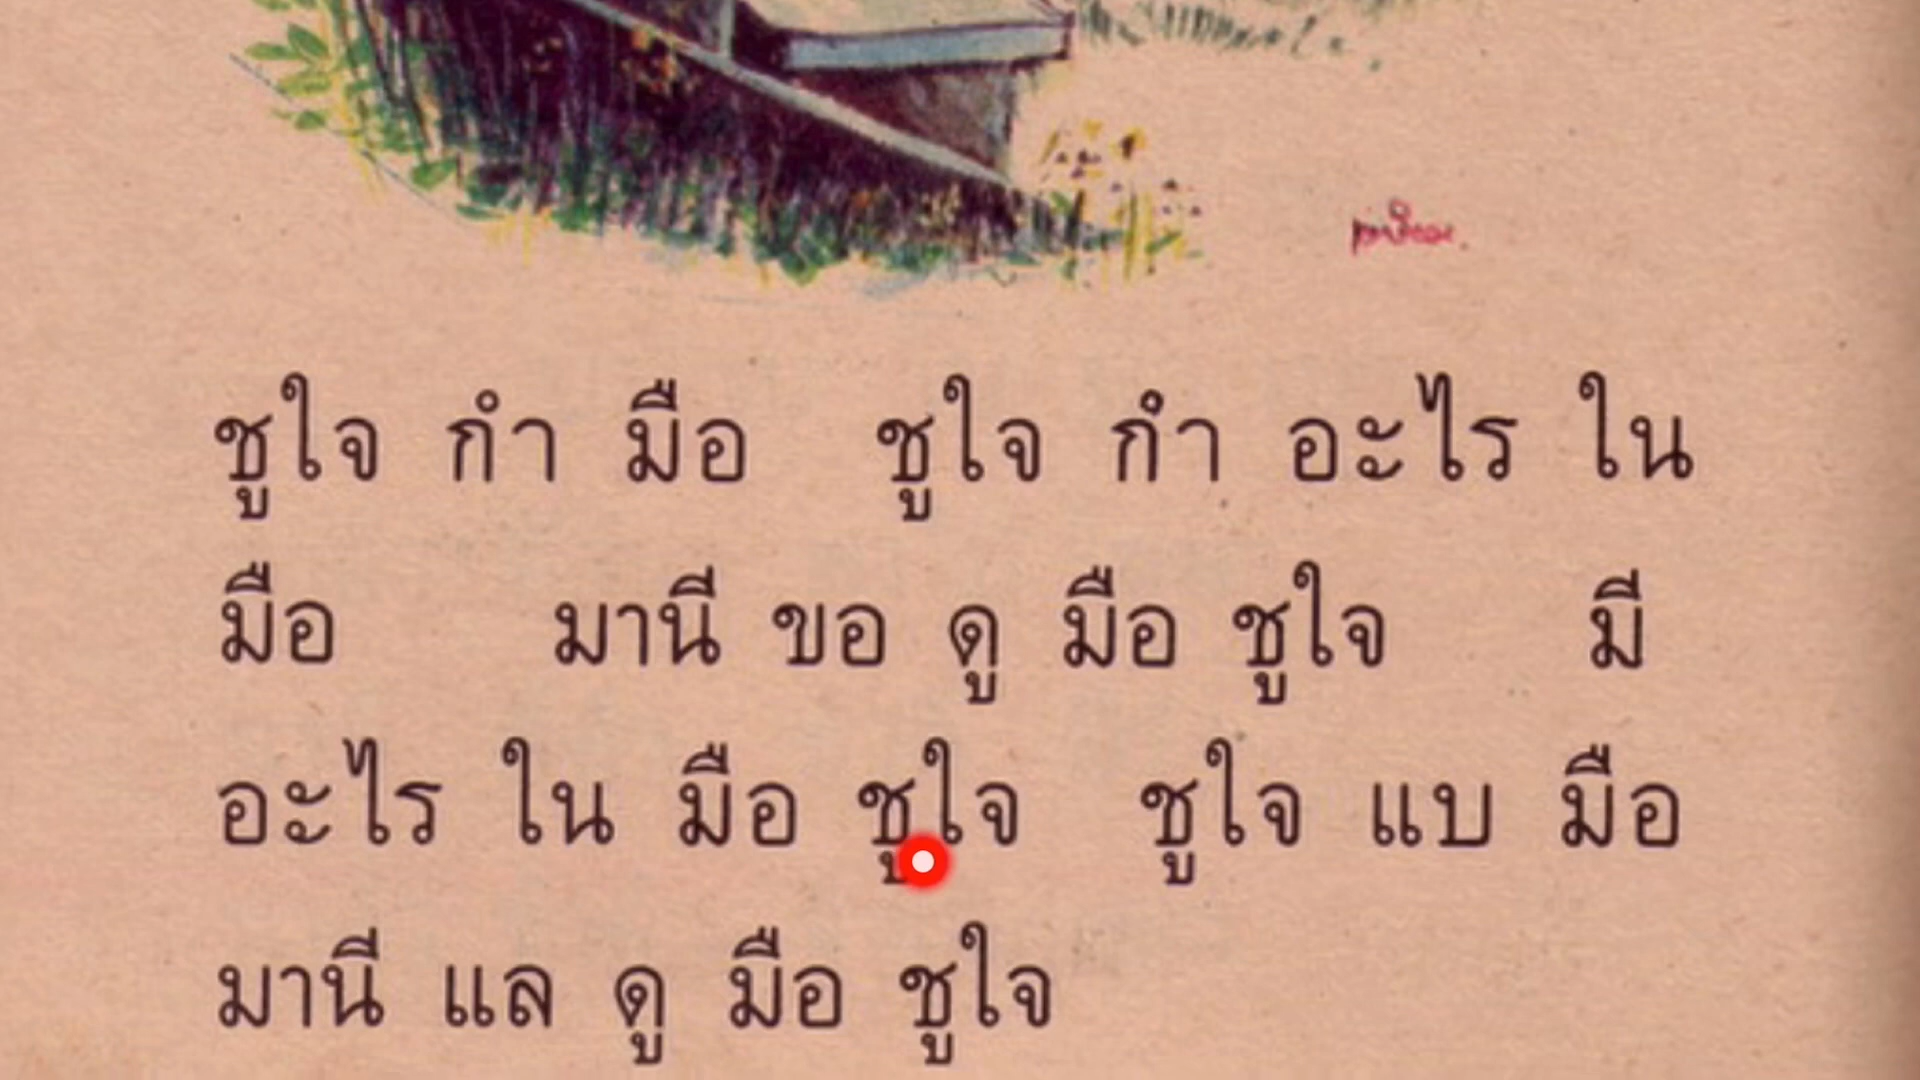 ชูใจ กำ มือ ชูใจ กำ อะไร ใน
มือ มานี ขอ ดู มือ ชูใจ มี
อะไร ใน มือ ชูใจ ชูใจ แบ มือ
มานี แล ดู มือ ชูใจ